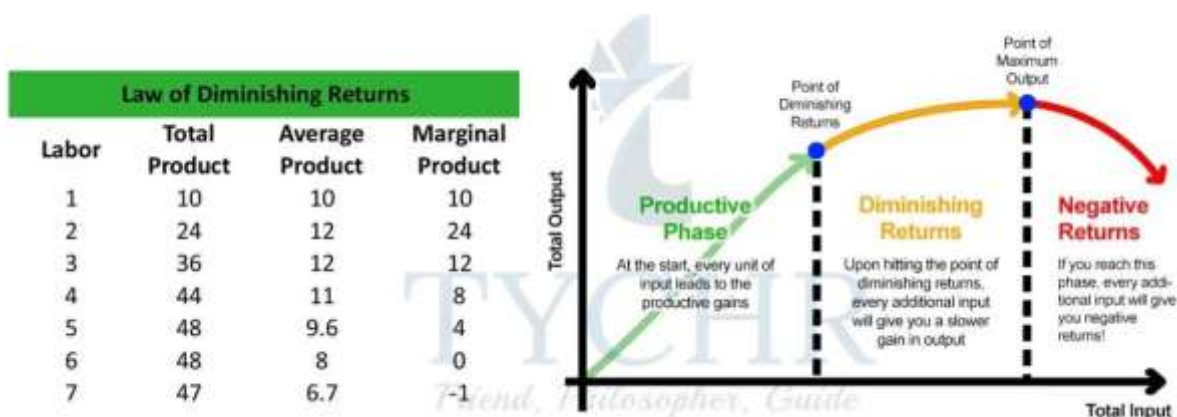 Law of Diminishing Returns
Labor Total Product Average Product Marginal Product
1 10 10 10
2 24 12 24
3 36 12 12
4 44 11 8
5 48 9.6 4
6 48 8 0
7 47 6.7 -1
Total Output
Point of
Diminishing
Returns
Point of
Maximum
Output
Productive
Phase
At the start, every unit of
input leads to the
productive gains
Diminishing
Returns
Upon hitting the point of
diminishing returns,
every additional input
will give you a slower
gain in output
Negative
Returns
If you reach this
phase, every addi-
tional input will give
you negative
returns!
Total Input
TYCHR
Friend, Philosopher, Guide